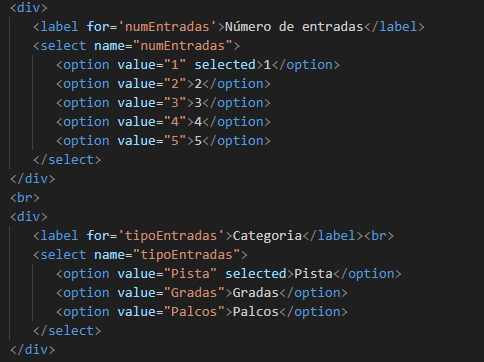 <div>
<label for='numEntradas'>Número de entradas</label>
<select name="numEntradas">
<option value="1" selected>1</option>
<option value="2">2</option>
<option value="3">3</option>
<option value="4">4</option>
<option value="5">5</option>
</select>
</div>
<br>
<div>
<label for='tipoEntradas'>Categoria</label><br>
<select name="tipoEntradas">
<option value="Pista" selected>Pista</option>
<option value="Gradas">Gradas</option>
<option value="Palcos">Palcos</option>
</select>
</div>